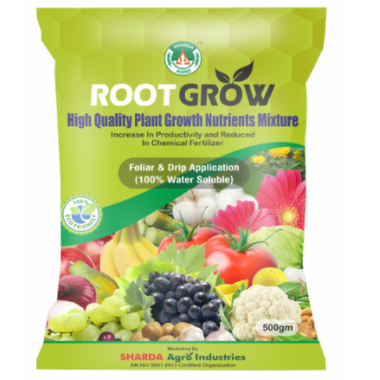 SHARDA
AGRO
ROOT GROW
High Quality Plant Growth Nutrients Mixture
Increase In Productivity and Reduced
In Chemical Fertilizer
Foliar & Drip Application
(100% Water Soluble)
100%
ECO FRIENDLY
500gm
Marketing By
SHARDA Agro Industries
AN ISO 9001:2015 Certified Organization